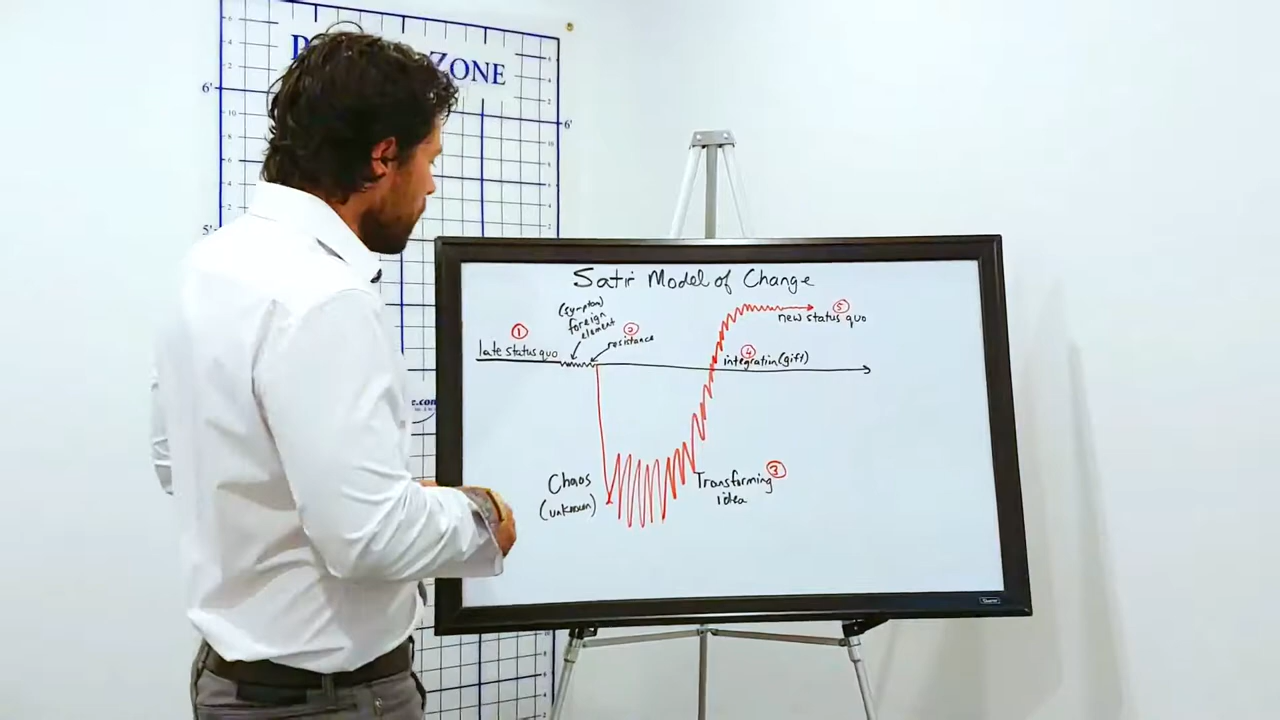 ZONE
6'
6'
5'
Satir Model of Change
(symptom)
foreign
element
① 
②
resistance
late status quo
⑤
new status quo
④
integration (gift)
Chaos
(unknown)
③
Transforming
idea